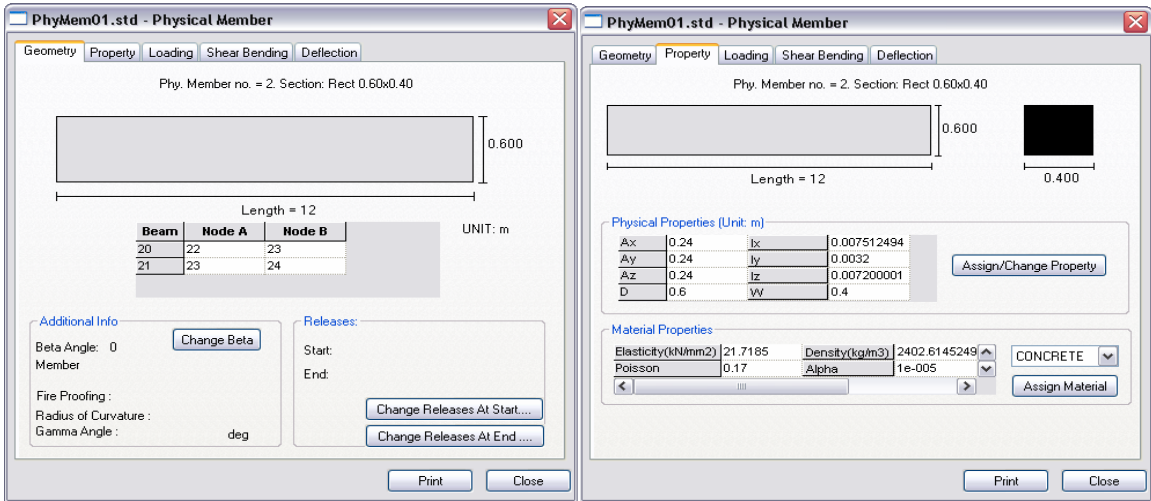 PhyMem01.std - Physical Member
Geometry Property Loading Shear Bending Deflection
Phy. Member no. = 2. Section: Rect 0.60x0.40
0.600
Length = 12
UNIT: m
Beam Node A Node B
20 22 23
21 23 24
Additional Info
Beta Angle: 0
Change Beta
Member
Fire Proofing :
Radius of Curvature :
Gamma Angle : deg
Releases:
Start:
End:
Change Releases At Start....
Change Releases At End ....
Print Close
PhyMem01.std - Physical Member
Geometry Property Loading Shear Bending Deflection
Phy. Member no. = 2. Section: Rect 0.60x0.40
0.600
Length = 12
0.400
Physical Properties (Unit: m)
Ax 0.24 Ix 0.007512494
Ay 0.24 Iy 0.0032
Az 0.24 Iz 0.007200001
D 0.6 W 0.4
Assign/Change Property
Material Properties
Elasticity(kN/mm2) 21.7185 Density(kg/m3) 2402.6145249
Poisson 0.17 Alpha 1e-005
CONCRETE
Assign Material
Print Close